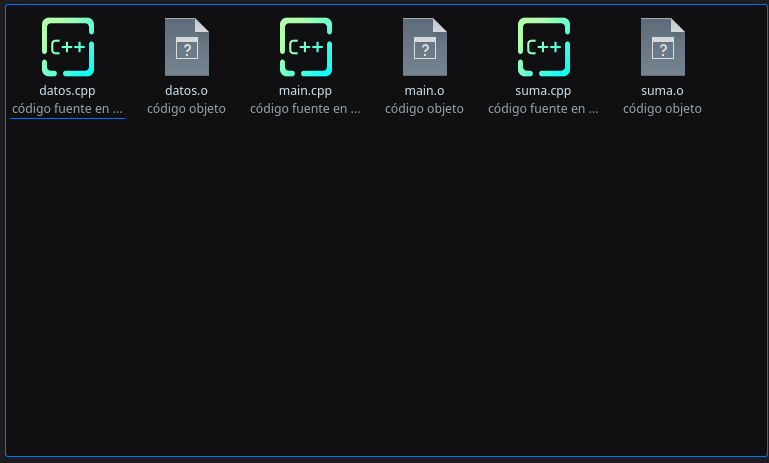 C++
?
C++
?
C++
?
datos.cpp
datos.o
main.cpp
main.o
suma.cpp
suma.o
código fuente en ...
código objeto
código fuente en ...
código objeto
código fuente en ...
código objeto